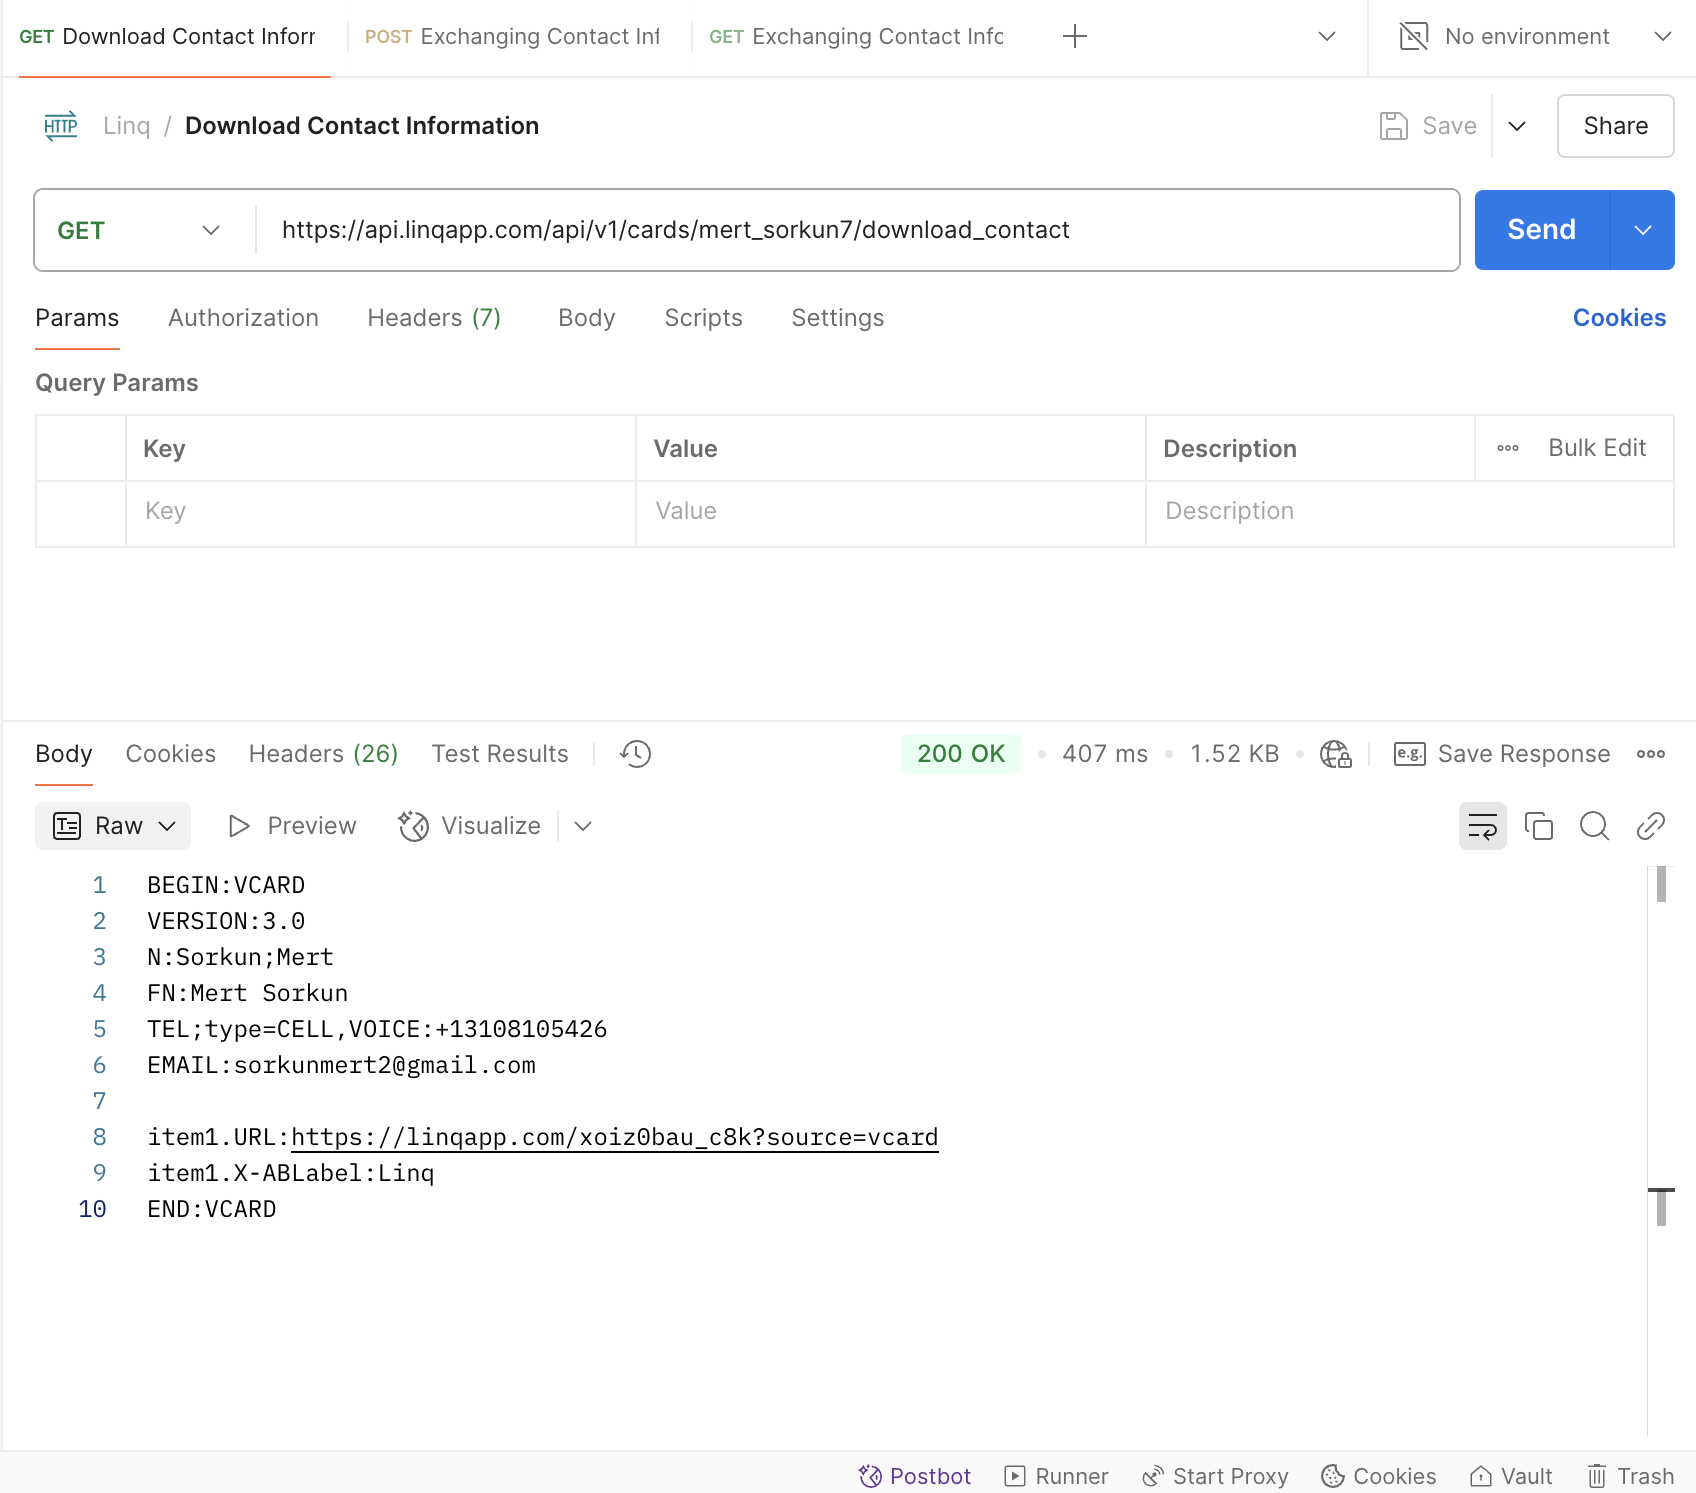 GET Download Contact Inforr
POST Exchanging Contact Inf
GET Exchanging Contact Infc
No environment
HTTP Linq / Download Contact Information
Save
Share
GET
https://api.linqapp.com/api/v1/cards/mert_sorkun7/download_contact
Send
Params Authorization Headers (7) Body Scripts Settings Cookies
Query Params
Key Value Description Bulk Edit
Key Value Description
Body Cookies Headers (26) Test Results 200 OK • 407 ms • 1.52 KB • e.g. Save Response
Raw Preview Visualize
1 BEGIN:VCARD
2 VERSION:3.0
3 N:Sorkun;Mert
4 FN:Mert Sorkun
5 TEL;type=CELL,VOICE:+13108105426
6 EMAIL:sorkunmert2@gmail.com
7
8 item1.URL:https://linqapp.com/xoiz0bau_c8k?source=vcard
9 item1.X-ABLabel:Linq
10 END:VCARD
Postbot Runner Start Proxy Cookies Vault Trash